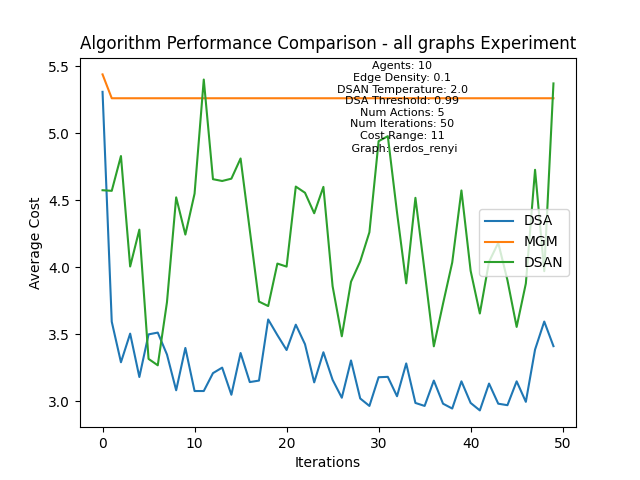 Algorithm Performance Comparison - all graphs Experiment
Agents: 10
Edge Density: 0.1
DSAN Temperature: 2.0
DSA Threshold: 0.99
Num Actions: 5
Num Iterations: 50
Cost Range: 11
Graph: erdos_renyi
5.5
5.0
4.5
4.0
3.5
3.0
Average Cost
DSA
MGM
DSAN
0
10
20
30
40
50
Iterations